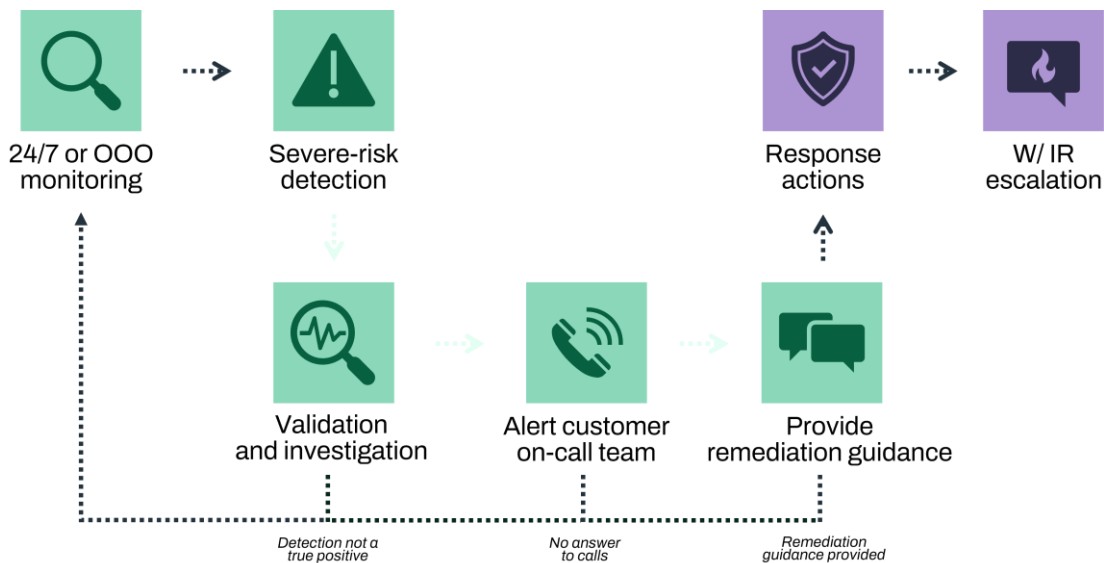 24/7 or OOO
monitoring
Severe-risk
detection
Response
actions
W/ IR
escalation
Validation
and investigation
Alert customer
on-call team
Provide
remediation guidance
Detection not a
true positive
No answer
to calls
Remediation
guidance provided